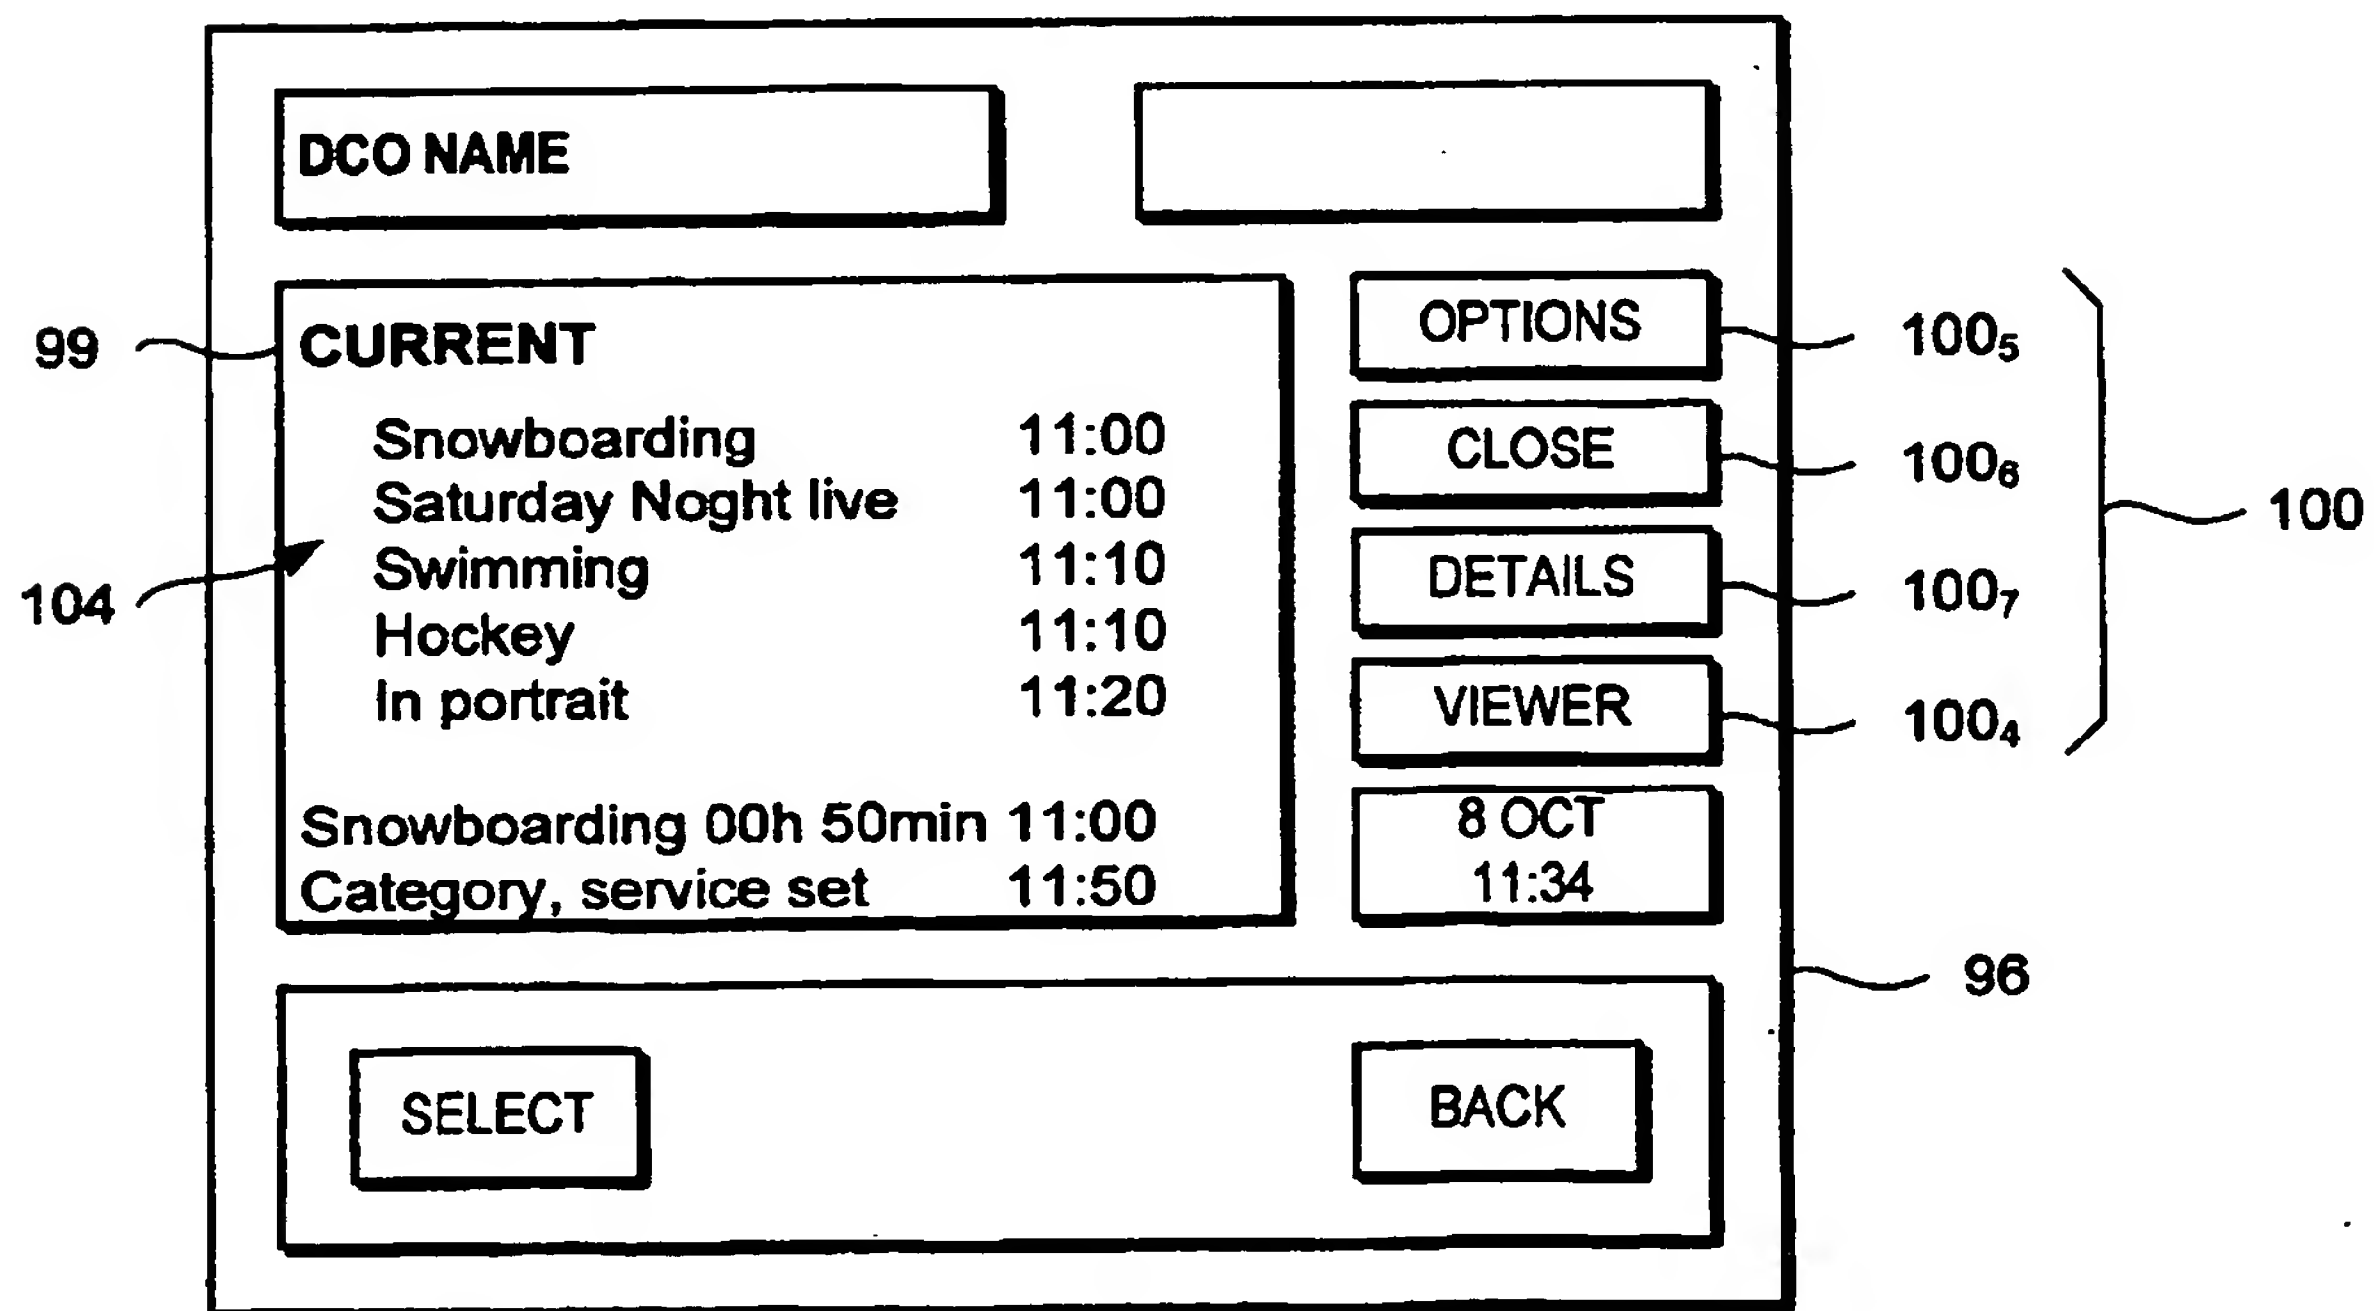 DCO NAME
99
CURRENT
Snowboarding 11:00
Saturday Noght live 11:00
Swimming 11:10
Hockey 11:10
In portrait 11:20
104
Snowboarding 00h 50min 11:00
Category, service set 11:50
OPTIONS
100₅
CLOSE
100₆
DETAILS
100₇
VIEWER
100₄
100
8 OCT
11:34
96
SELECT
BACK